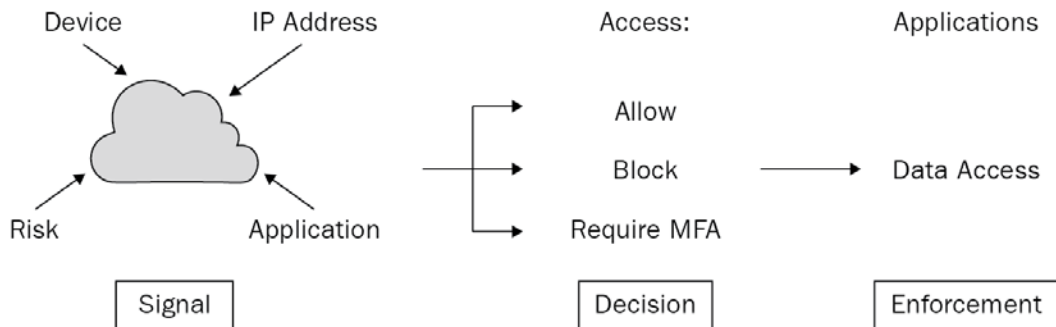 Device
IP Address
Access:
Applications
Allow
Block
Data Access
Risk
Application
Require MFA
Signal
Decision
Enforcement